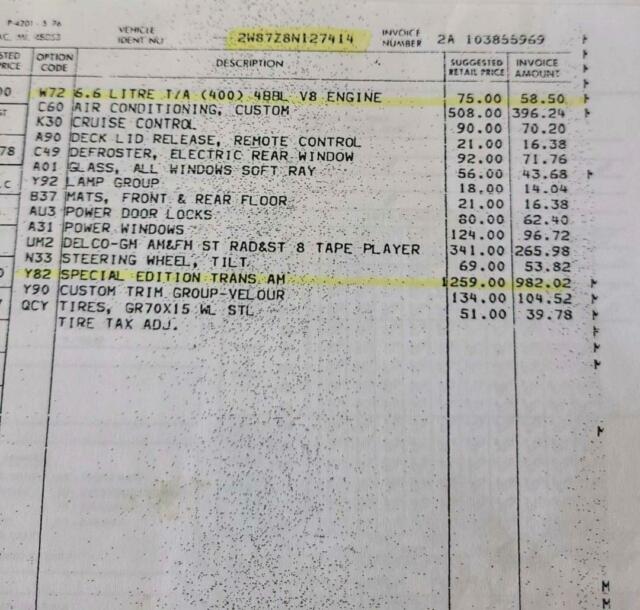 P-4201 - 3 76
AC, MI. 48053
VEHICLE IDENT NO 2W87Z8N127414 INVOICE NUMBER 2A 103855969
STED PRICE OPTION CODE DESCRIPTION SUGGESTED RETAIL PRICE INVOICE AMOUNT
00 W72 6.6 LITRE T/A (400) 4BBL V8 ENGINE 75.00 58.50
C60 AIR CONDITIONING, CUSTOM 508.00 396.24
K30 CRUISE CONTROL 90.00 70.20
A90 DECK LID RELEASE, REMOTE CONTROL 21.00 16.38
78 C49 DEFROSTER, ELECTRIC REAR WINDOW 92.00 71.76
A01 GLASS, ALL WINDOWS SOFT RAY 56.00 43.68
Y92 LAMP GROUP 18.00 14.04
B37 MATS, FRONT & REAR FLOOR 21.00 16.38
AU3 POWER DOOR LOCKS 80.00 62.40
A31 POWER WINDOWS 124.00 96.72
UM2 DELCO-GM AM&FM ST RAD&ST 8 TAPE PLAYER 341.00 265.98
N33 STEERING WHEEL, TILT 69.00 53.82
Y82 SPECIAL EDITION TRANS AM 1259.00 982.02
Y90 CUSTOM TRIM GROUP-VELOUR 134.00 104.52
QCY TIRES, GR70X15 WL STL 51.00 39.78
TIRE TAX ADJ.